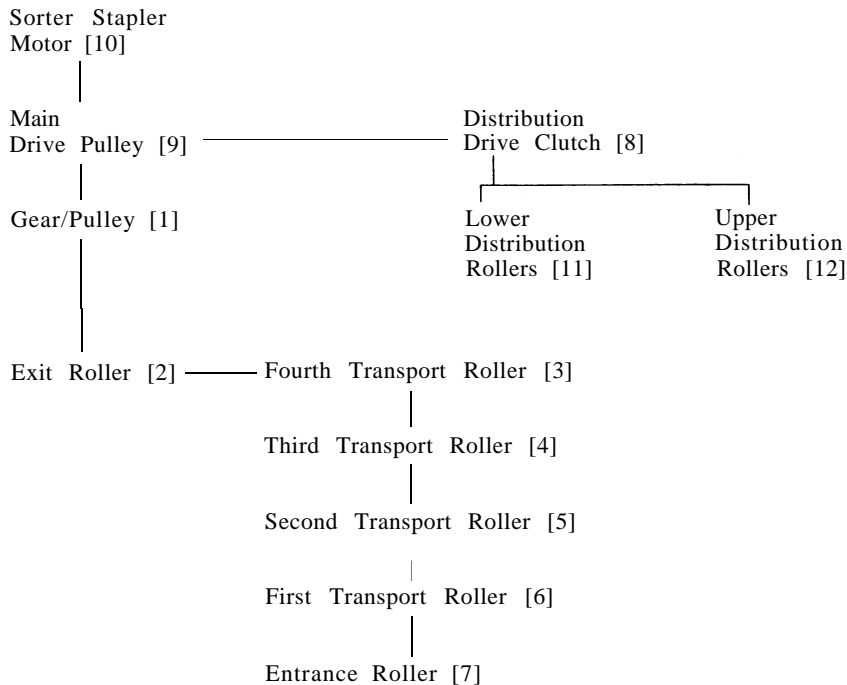 Sorter Stapler
Motor [10]
Main
Drive Pulley [9]
Distribution
Drive Clutch [8]
Gear/Pulley [1]
Lower
Distribution
Rollers [11]
Upper
Distribution
Rollers [12]
Exit Roller [2]
Fourth Transport Roller [3]
Third Transport Roller [4]
Second Transport Roller [5]
First Transport Roller [6]
Entrance Roller [7]